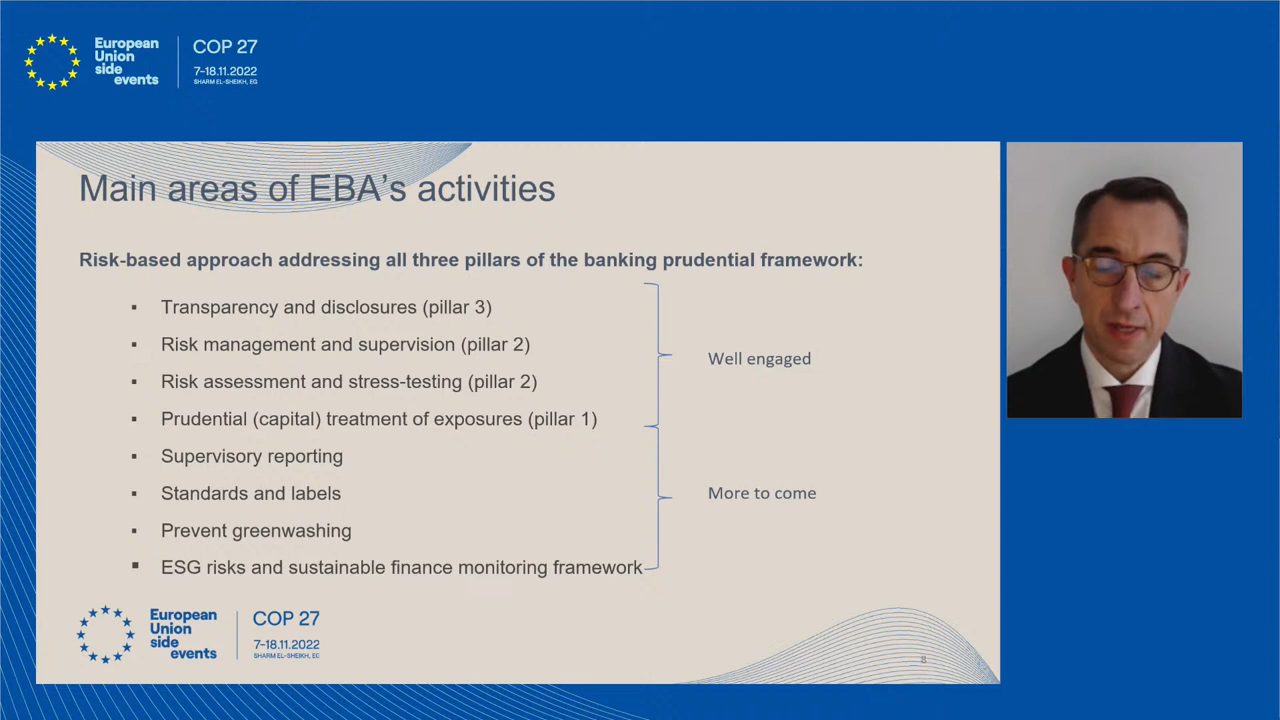 European
Union
side
events
COP 27
7-18.11.2022
SHARM EL-SHEIKH, EG
Main areas of EBA's activities
Risk-based approach addressing all three pillars of the banking prudential framework:
▪ Transparency and disclosures (pillar 3)
▪ Risk management and supervision (pillar 2)
▪ Risk assessment and stress-testing (pillar 2)
▪ Prudential (capital) treatment of exposures (pillar 1)
▪ Supervisory reporting
▪ Standards and labels
▪ Prevent greenwashing
▪ ESG risks and sustainable finance monitoring framework
Well engaged
More to come
European
Union
side
events
COP 27
7-18.11.2022
SHARM EL-SHEIKH, EG
8